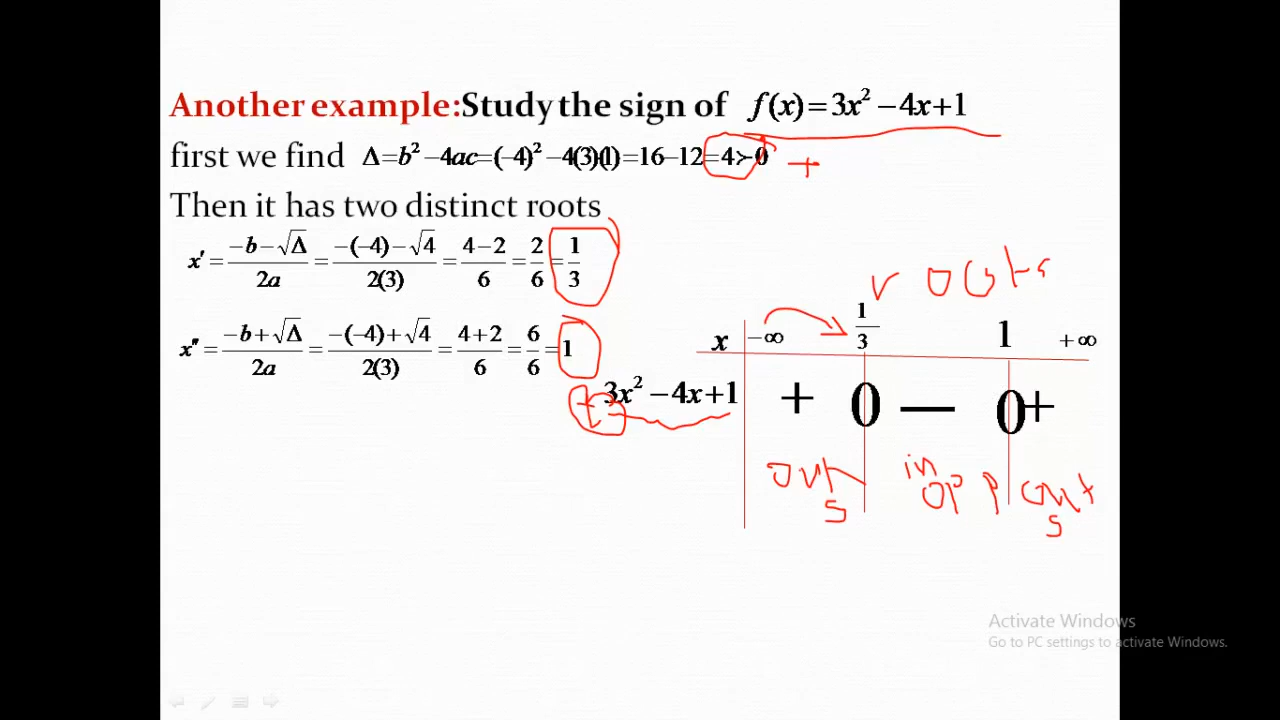 Another example:Study the sign of f(x)=3x²−4x+1
first we find Δ=b²−4ac=(−4)²−4(3)(1)=16−12=4>0 +
Then it has two distinct roots
x'=(−b−√Δ)/2a=(−(−4)−√4)/2(3)=(4−2)/6=2/6=1/3
roots
x''=(−b+√Δ)/2a=(−(−4)+√4)/2(3)=(4+2)/6=6/6=1
x −∞ 1/3 1 +∞
+ 3x²−4x+1 + 0 − 0 +
out in out
s opp s
Activate Windows
Go to PC settings to activate Windows.